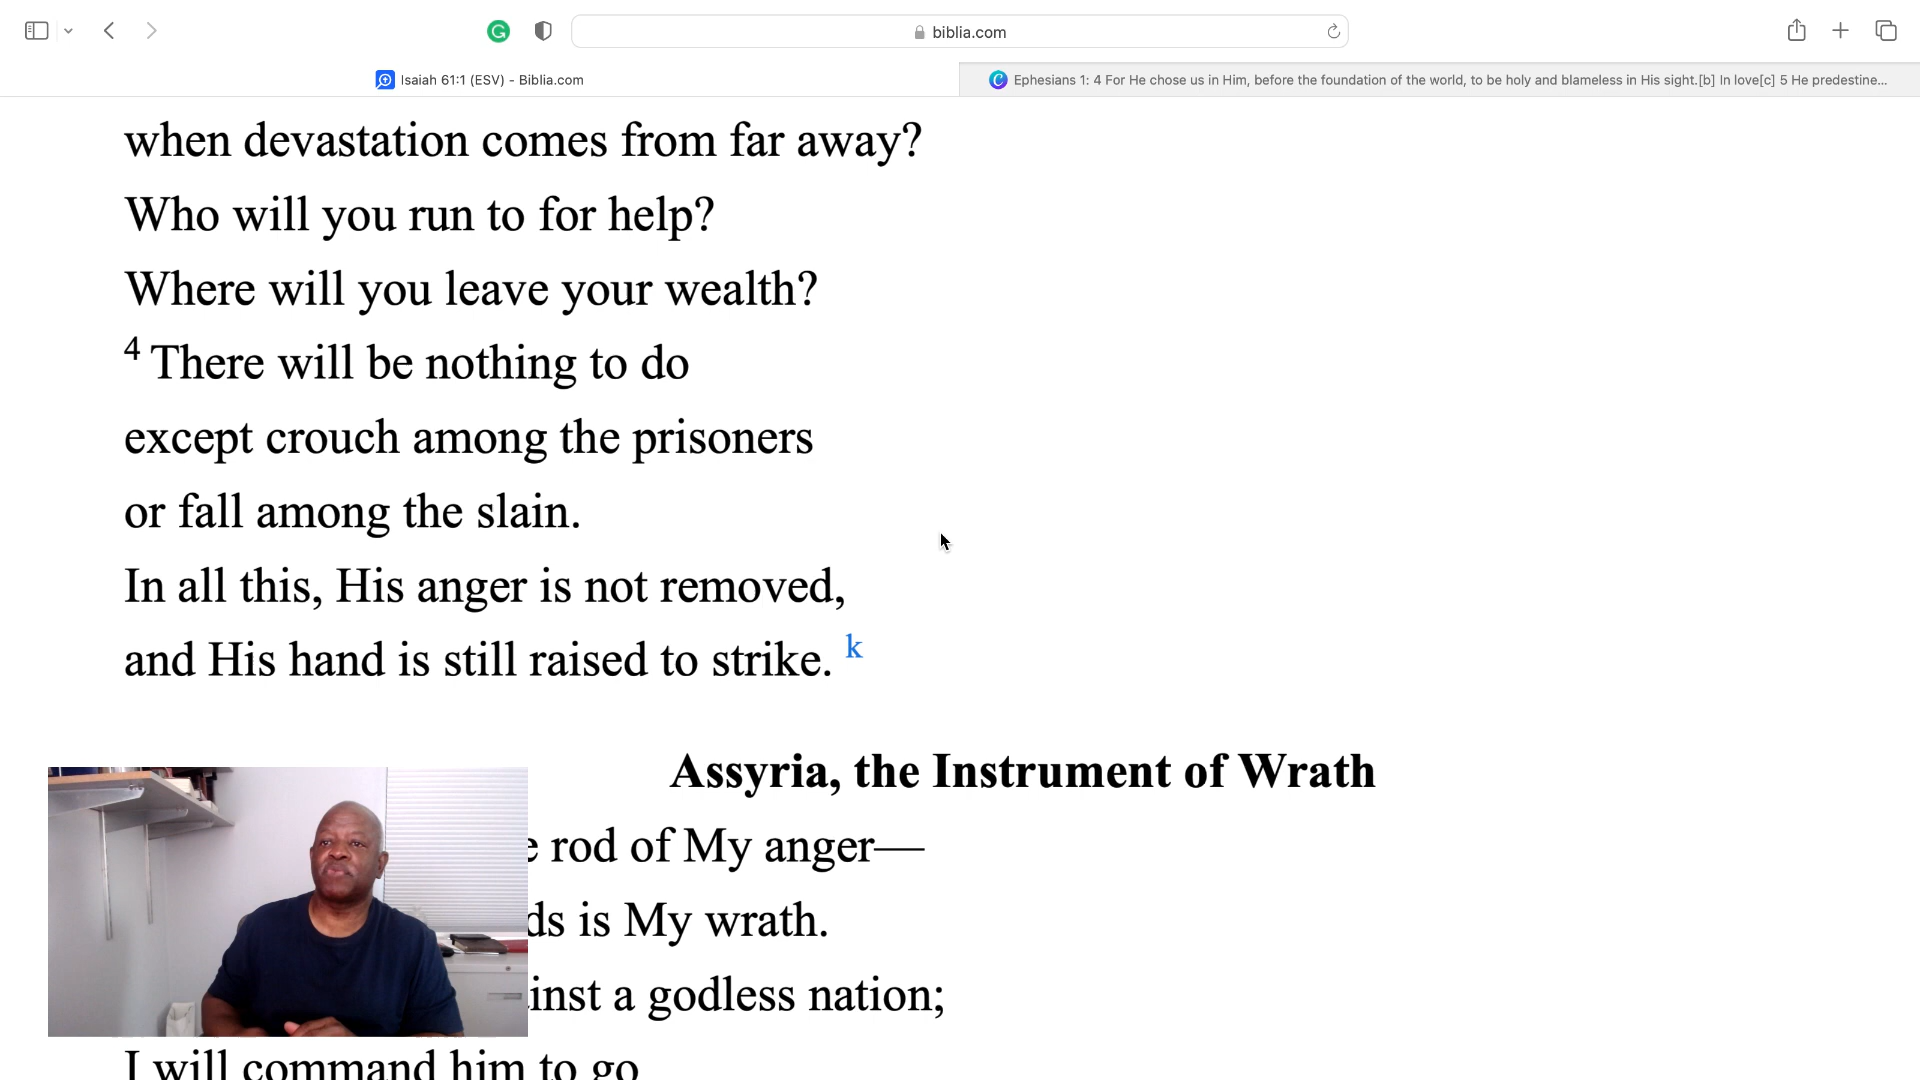 biblia.com
Isaiah 61:1 (ESV) - Biblia.com
Ephesians 1: 4 For He chose us in Him, before the foundation of the world, to be holy and blameless in His sight.[b] In love[c] 5 He predestine...
when devastation comes from far away?
Who will you run to for help?
Where will you leave your wealth?
4 There will be nothing to do
except crouch among the prisoners
or fall among the slain.
In all this, His anger is not removed,
and His hand is still raised to strike. k
Assyria, the Instrument of Wrath
rod of My anger—
is My wrath.
a godless nation;
I will command him to go